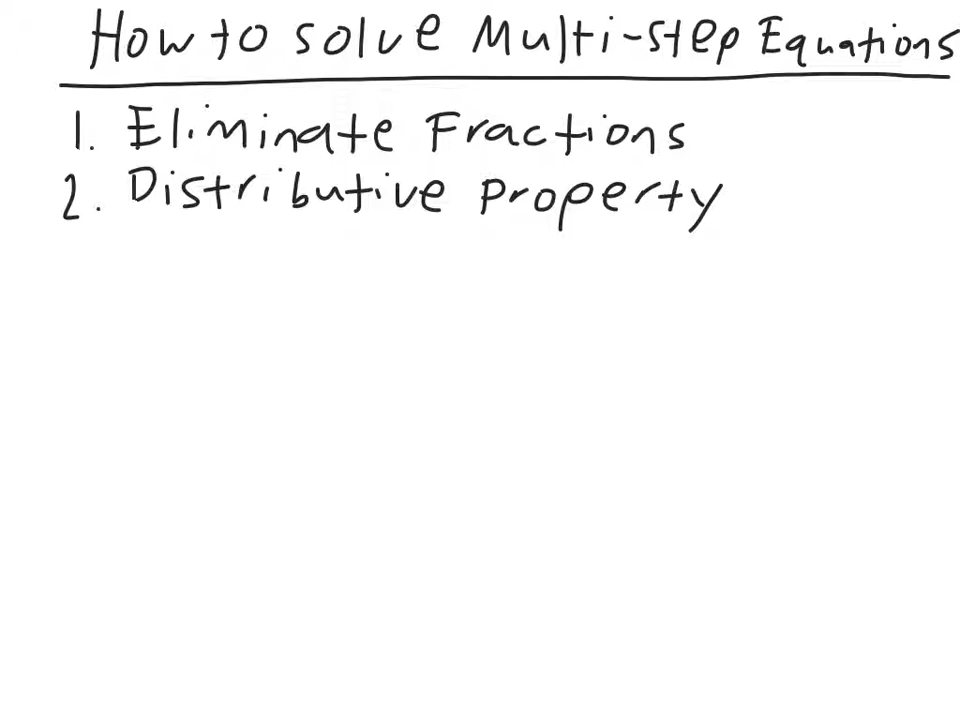 How to solve Multi-step Equations
1. Eliminate Fractions
2. Distributive Property